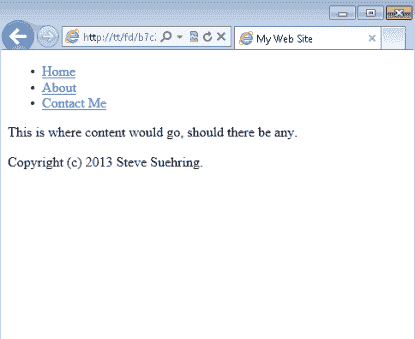 http://tt/fd/b7c
My Web Site
Home
About
Contact Me
This is where content would go, should there be any.
Copyright (c) 2013 Steve Suehring.